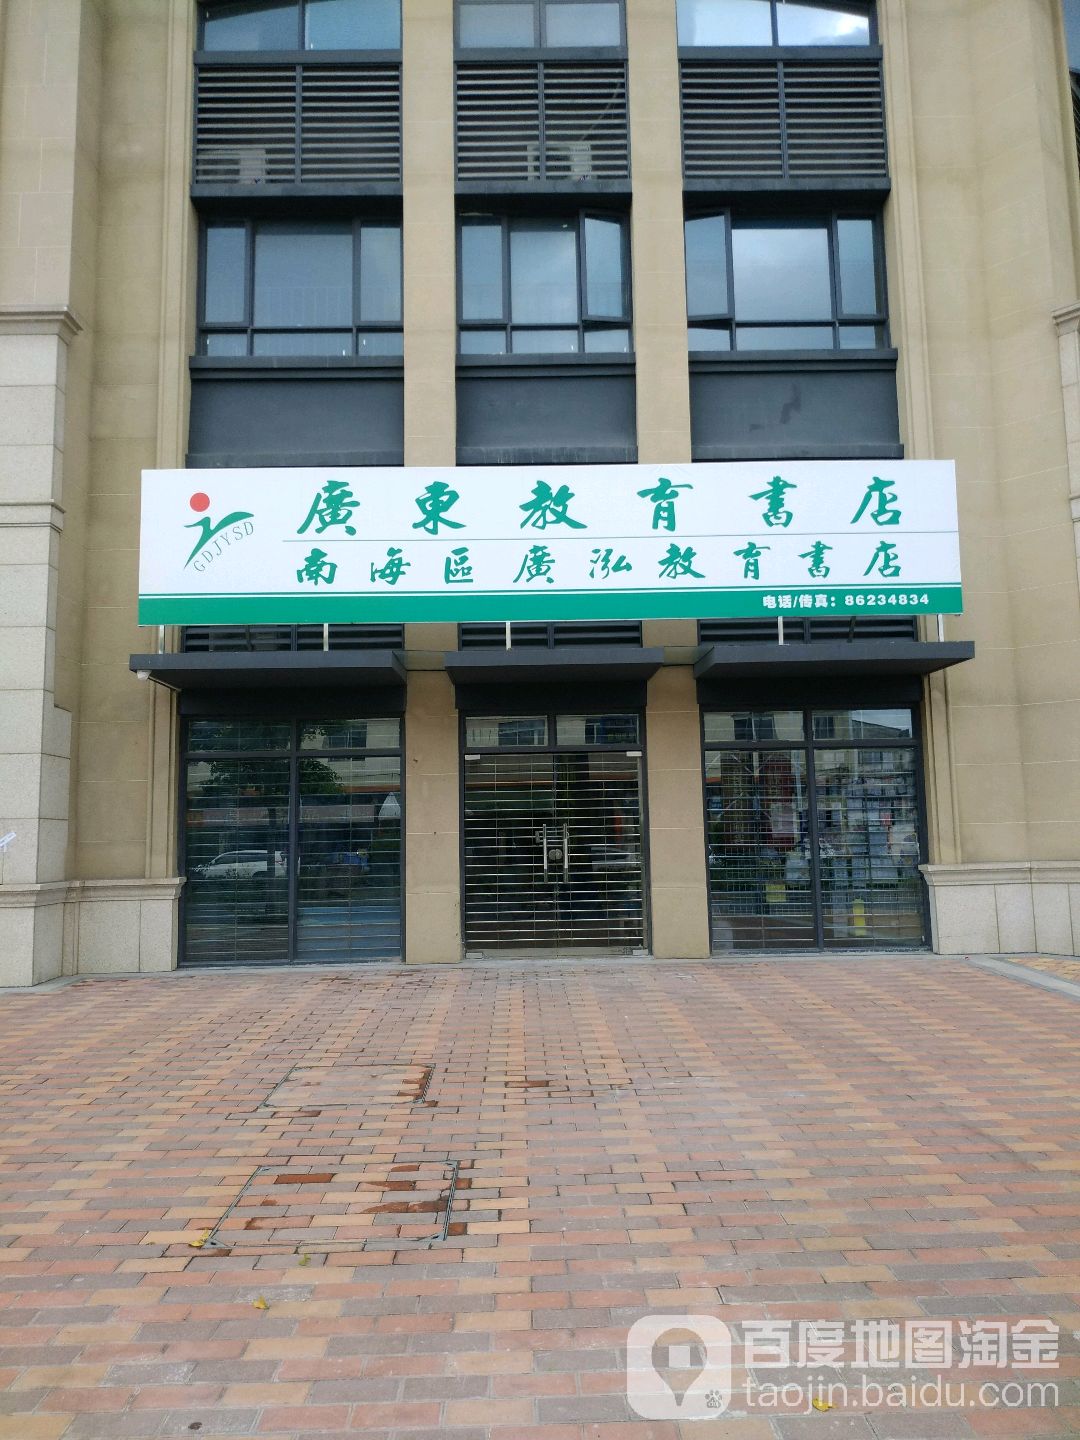 廣東教育書店
GDJYSD
南海區廣泓教育書店
电话/传真：86234834
百度地图淘金
taojin.baidu.com